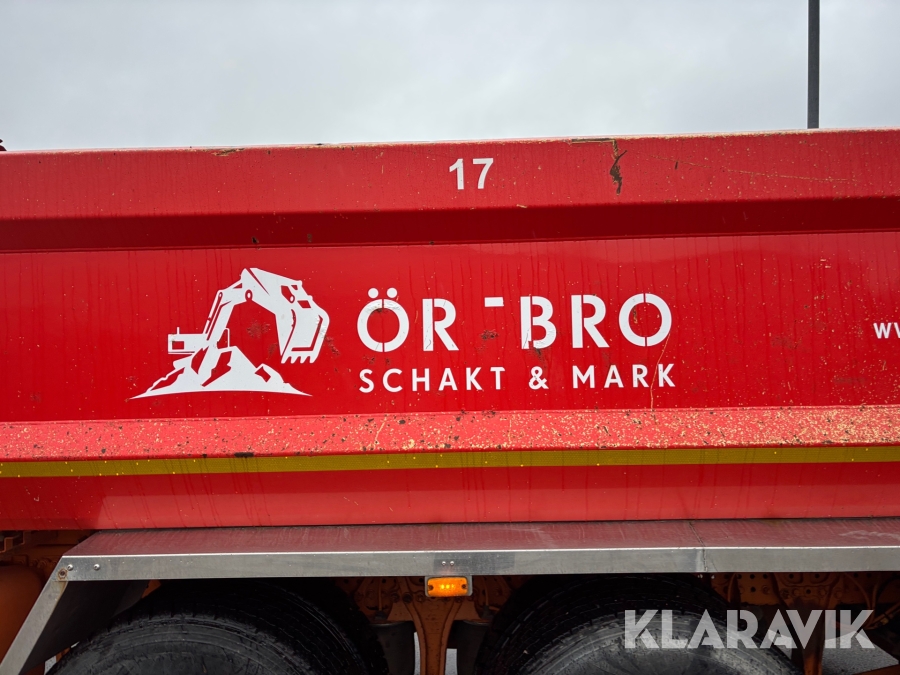 17
ÖR¯BRO
SCHAKT & MARK
KLARAVIK